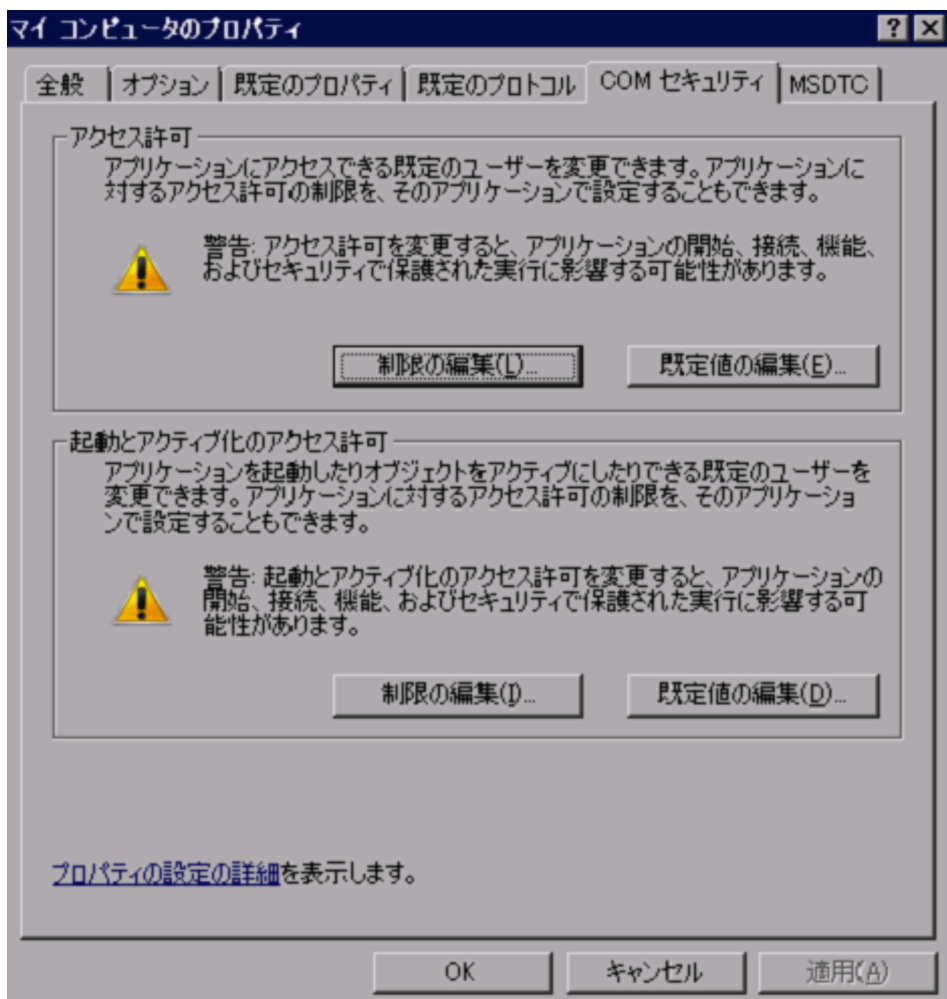 マイ コンピュータのプロパティ
全般 オプション 既定のプロパティ 既定のプロトコル COM セキュリティ MSDTC
アクセス許可
アプリケーションにアクセスできる既定のユーザーを変更できます。アプリケーションに
対するアクセス許可の制限を、そのアプリケーションで設定することもできます。
警告: アクセス許可を変更すると、アプリケーションの開始、接続、機能、
およびセキュリティで保護された実行に影響する可能性があります。
制限の編集(L)... 既定値の編集(E)...
起動とアクティブ化のアクセス許可
アプリケーションを起動したりオブジェクトをアクティブにしたりできる既定のユーザーを
変更できます。アプリケーションに対するアクセス許可の制限を、そのアプリケーショ
ンで設定することもできます。
警告: 起動とアクティブ化のアクセス許可を変更すると、アプリケーションの
開始、接続、機能、およびセキュリティで保護された実行に影響する可
能性があります。
制限の編集(I)... 既定値の編集(D)...
プロパティの設定の詳細を表示します。
OK キャンセル 適用(A)